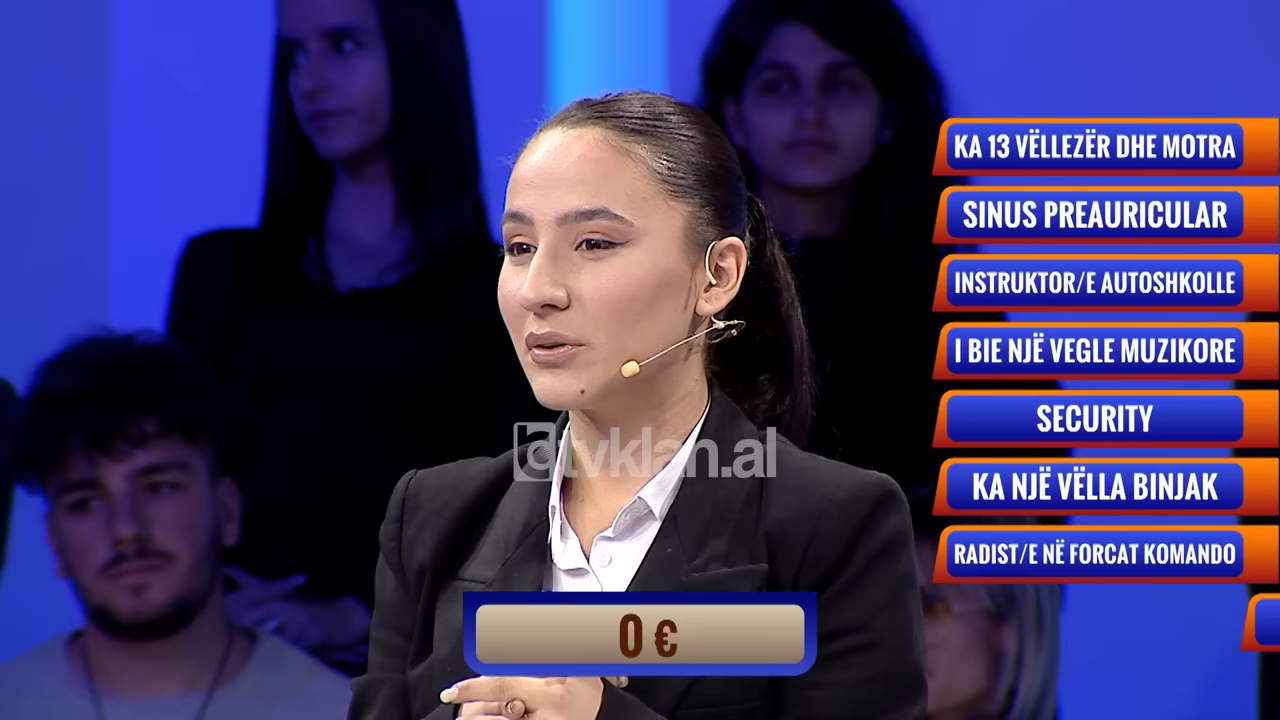 KA 13 VËLLEZËR DHE MOTRA
SINUS PREAURICULAR
INSTRUKTOR/E AUTOSHKOLLE
I BIE NJË VEGLE MUZIKORE
SECURITY
KA NJË VËLLA BINJAK
RADIST/E NË FORCAT KOMANDO
tvklan.al
0 €